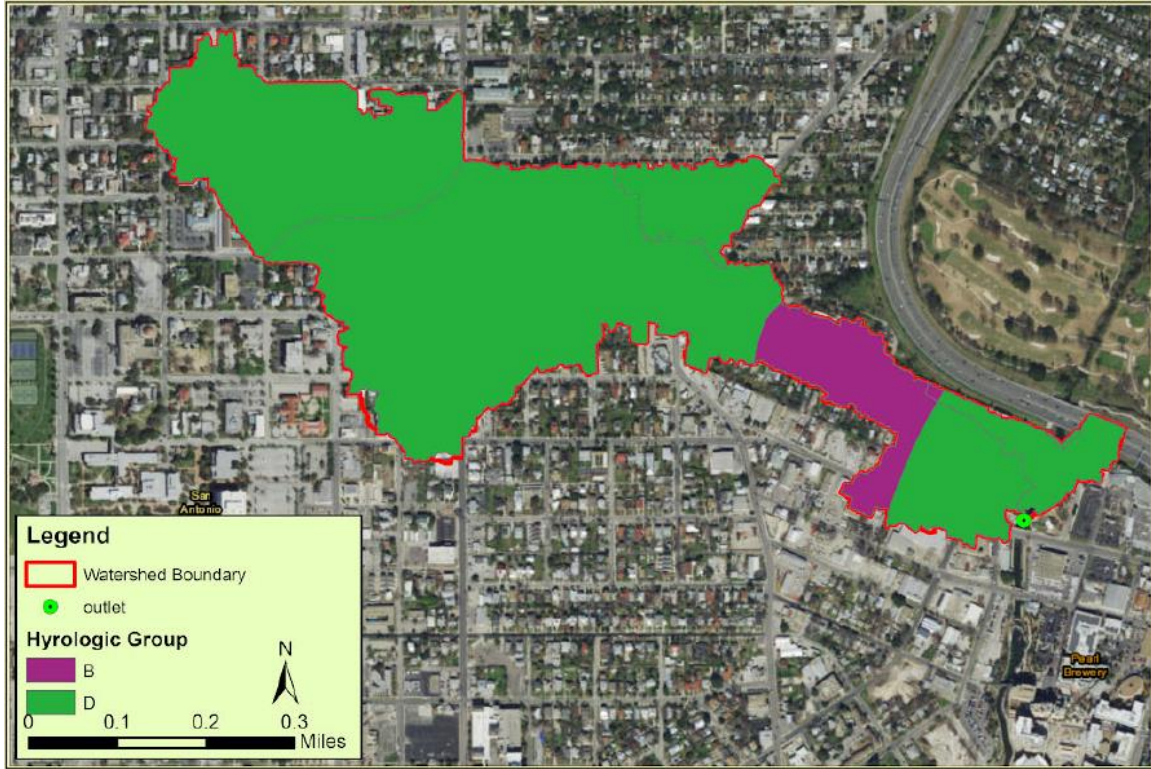 San
Antonio
Legend
Watershed Boundary
outlet
Hyrologic Group
B
D
N
0 0.1 0.2 0.3
Miles
Pearl
Brewery